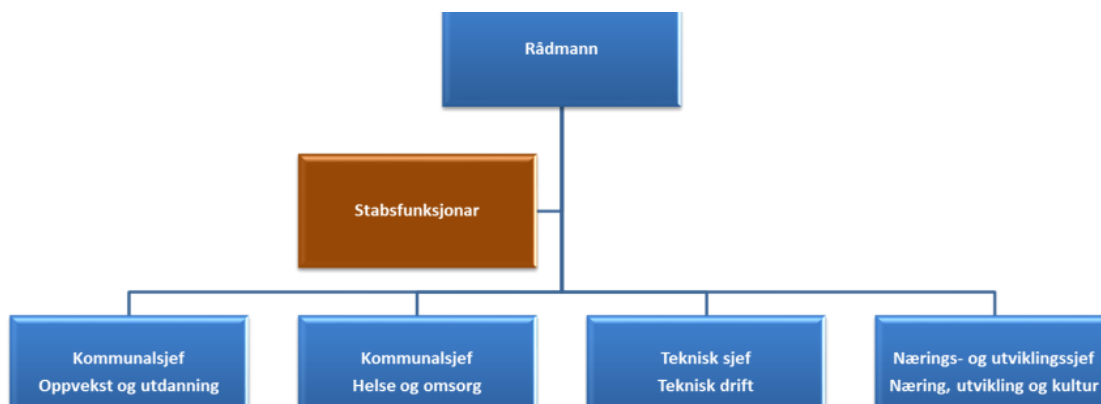 Rådmann
Stabsfunksjonar
Kommunalsjef
Oppvekst og utdanning
Kommunalsjef
Helse og omsorg
Teknisk sjef
Teknisk drift
Nærings- og utviklingssjef
Næring, utvikling og kultur